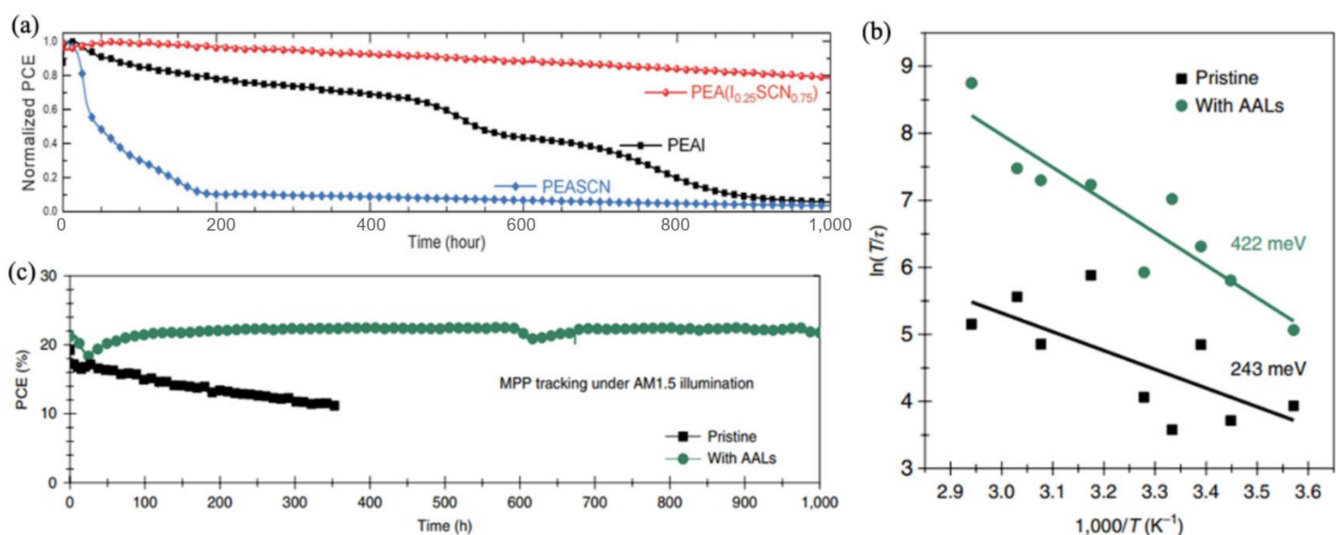 (a)
Normalized PCE
1.0
0.8
0.6
0.4
0.2
0.0
PEA(I₀.₂₅SCN₀.₇₅)
PEAI
PEASCN
0
200
400
600
800
1,000
Time (hour)
(b)
ln(T/τ)
9
8
7
6
5
4
3
Pristine
With AALs
422 meV
243 meV
2.9
3.0
3.1
3.2
3.3
3.4
3.5
3.6
1,000/T (K⁻¹)
(c)
PCE (%)
30
20
10
0
MPP tracking under AM1.5 illumination
Pristine
With AALs
0
100
200
300
400
500
600
700
800
900
1,000
Time (h)